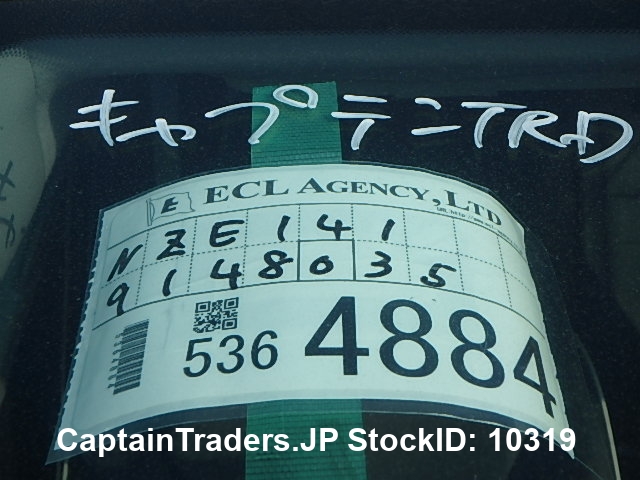 キャプテンTRD
E ECL AGENCY, LTD
NZE141
9148035
536 4884
CaptainTraders.JP StockID: 10319